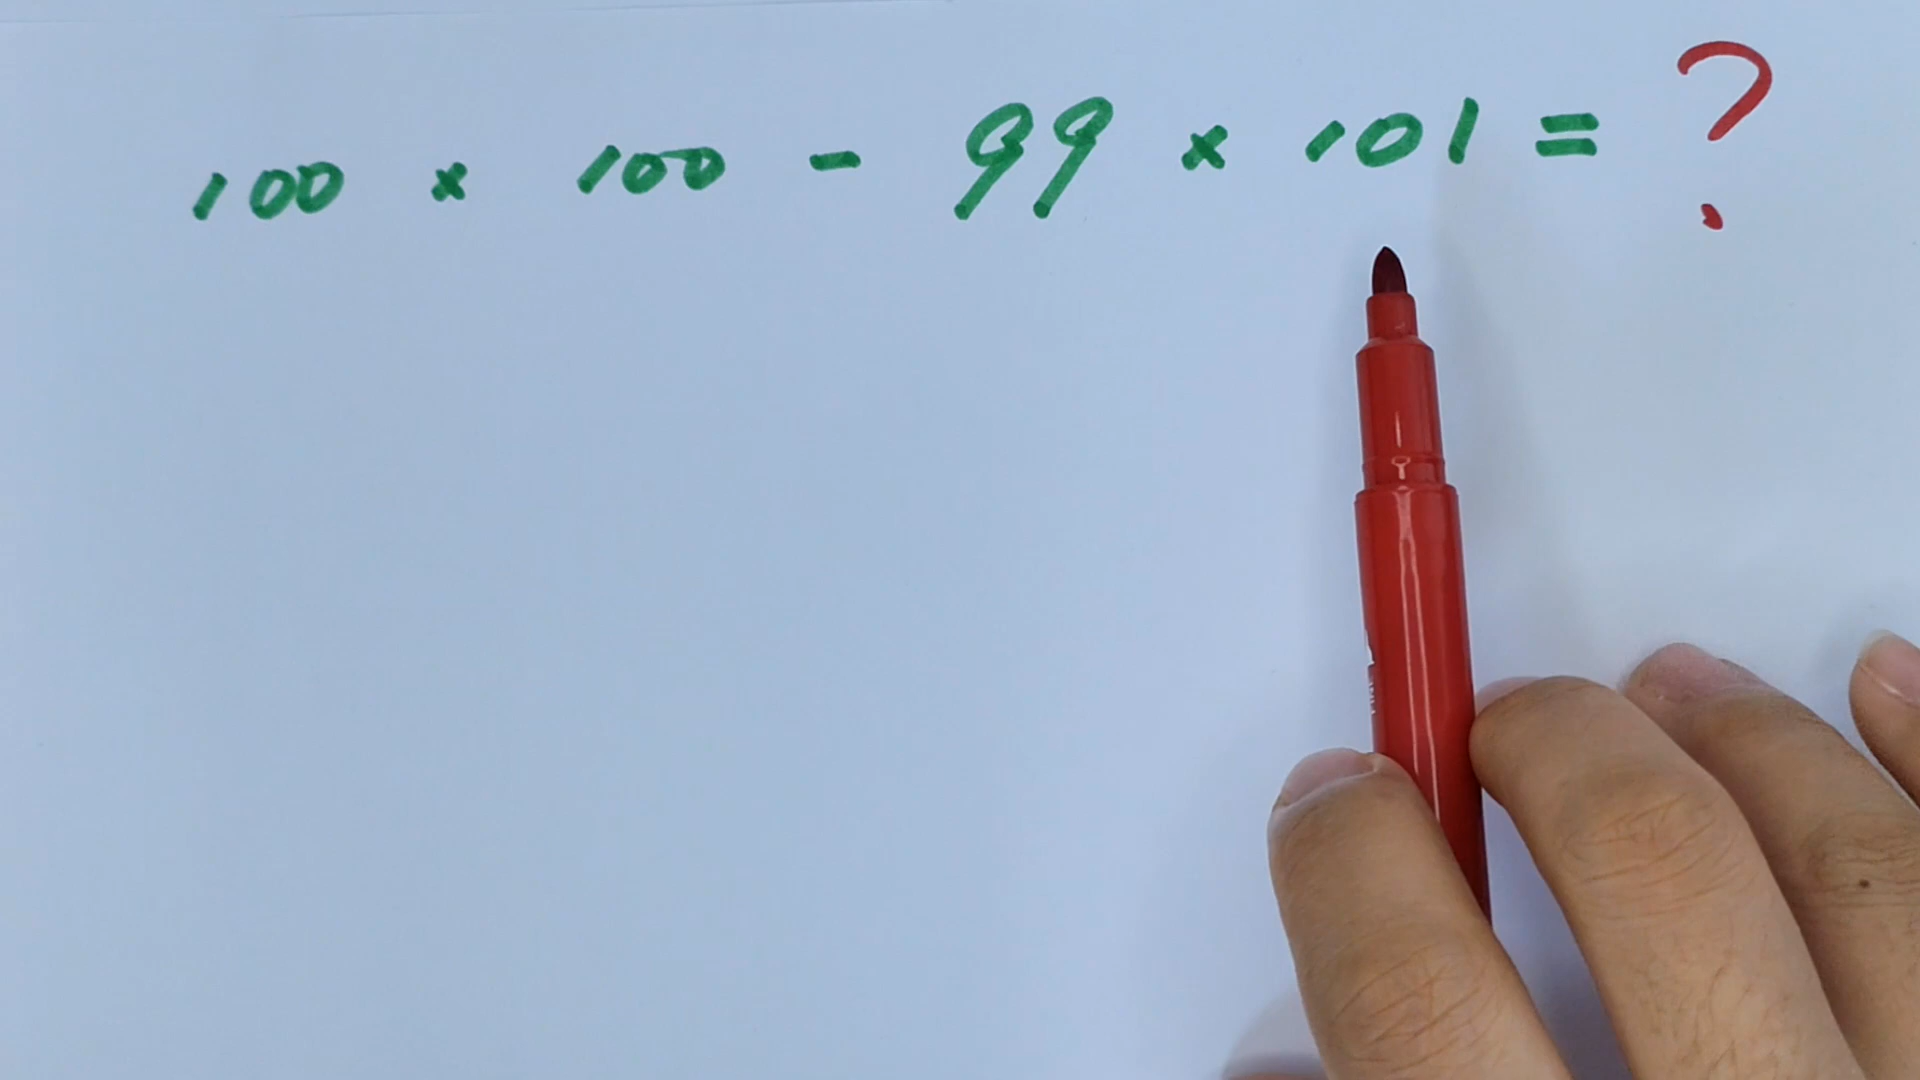 100 × 100 - 99 × 101 = ?